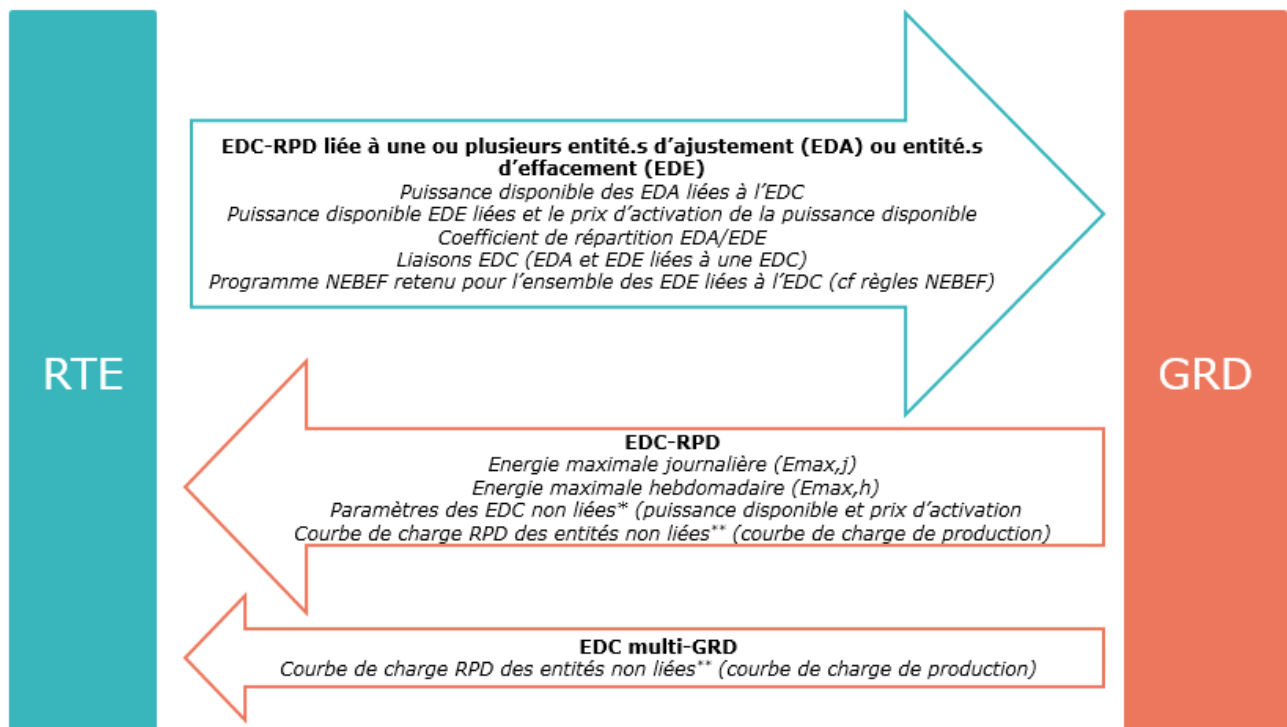 RTE
EDC-RPD liée à une ou plusieurs entité.s d’ajustement (EDA) ou entité.s
d’effacement (EDE)
Puissance disponible des EDA liées à l’EDC
Puissance disponible EDE liées et le prix d’activation de la puissance disponible
Coefficient de répartition EDA/EDE
Liaisons EDC (EDA et EDE liées à une EDC)
Programme NEBEF retenu pour l’ensemble des EDE liées à l’EDC (cf règles NEBEF)
GRD
EDC-RPD
Energie maximale journalière (Emax,j)
Energie maximale hebdomadaire (Emax,h)
Paramètres des EDC non liées* (puissance disponible et prix d’activation
Courbe de charge RPD des entités non liées** (courbe de charge de production)
EDC multi-GRD
Courbe de charge RPD des entités non liées** (courbe de charge de production)